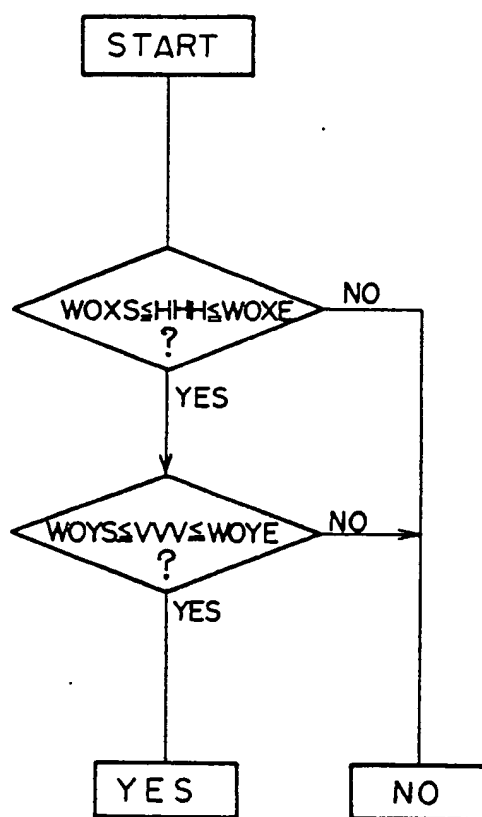 START
WOXS≦HHH≦WOXE
?
NO
YES
WOYS≦VVV≦WOYE
?
NO
YES
YES
NO